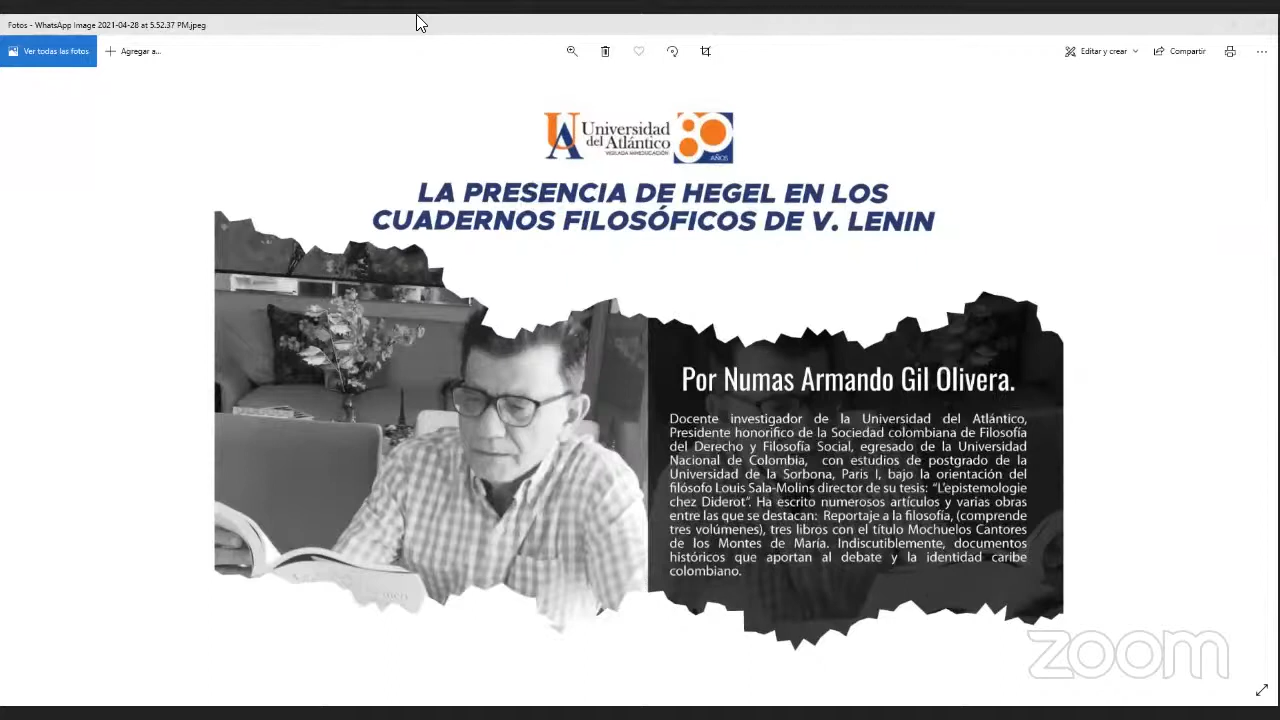 Fotos - WhatsApp Image 2021-04-28 at 5.52.37 PM.jpeg
Ver todas las fotos
Agregar a...
Editar y crear
Compartir
UA Universidad
del Atlántico
VIGILADA MINEDUCACIÓN
80
AÑOS
LA PRESENCIA DE HEGEL EN LOS
CUADERNOS FILOSÓFICOS DE V. LENIN
Por Numas Armando Gil Olivera.
Docente investigador de la Universidad del Atlántico,
Presidente honorifico de la Sociedad colombiana de Filosofía
del Derecho y Filosofía Social, egresado de la Universidad
Nacional de Colombia, con estudios de postgrado de la
Universidad de la Sorbona, Paris I, bajo la orientación del
filósofo Louis Sala-Molins director de su tesis: “L’epistemologie
chez Diderot”. Ha escrito numerosos artículos y varias obras
entre las que se destacan: Reportaje a la filosofía, (comprende
tres volúmenes), tres libros con el título Mochuelos Cantores
de los Montes de María. Indiscutiblemente, documentos
históricos que aportan al debate y la identidad caribe
colombiano.
zoom